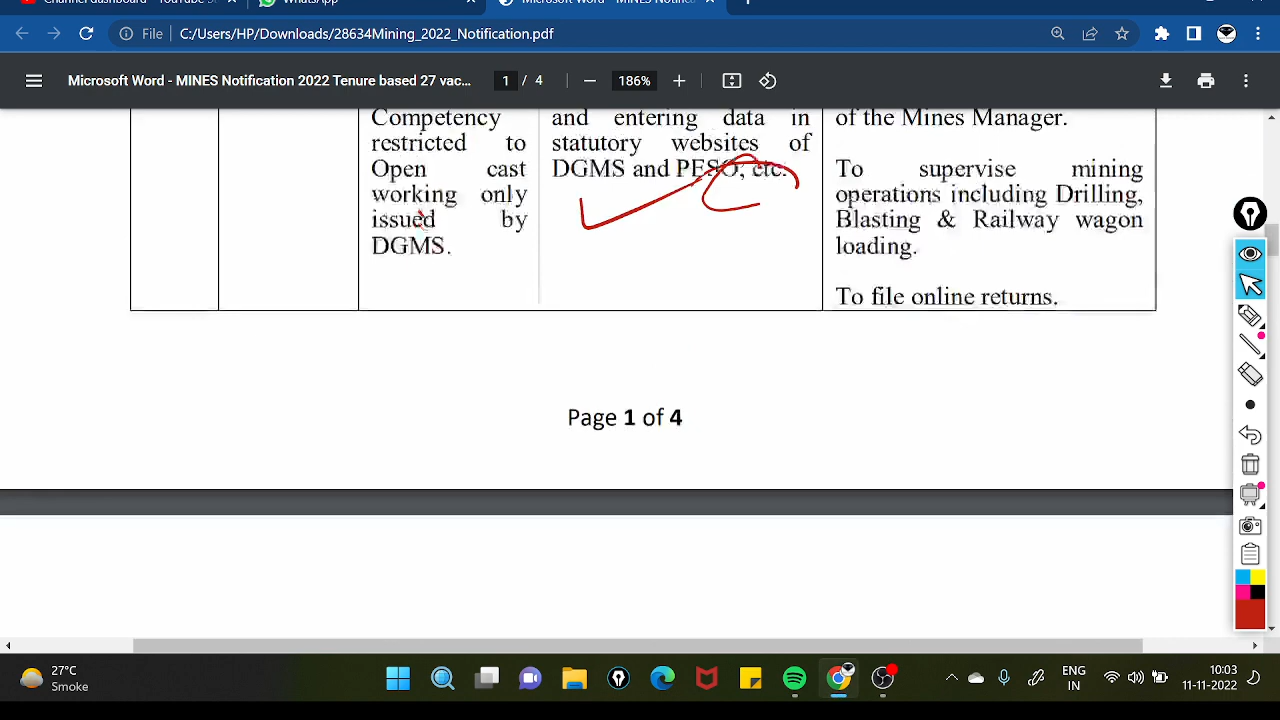 Channel dashboard - YouTube S
WhatsApp
Microsoft Word - MINES Notific
File C:/Users/HP/Downloads/28634Mining_2022_Notification.pdf
Microsoft Word - MINES Notification 2022 Tenure based 27 vac... 1 / 4 186%
Competency
restricted to
Open cast
working only
issued by
DGMS.
and entering data in
statutory websites of
DGMS and PESO, etc.
of the Mines Manager.
To supervise mining
operations including Drilling,
Blasting & Railway wagon
loading.
To file online returns.
Page 1 of 4
27°C
Smoke
ENG
IN
10:03
11-11-2022